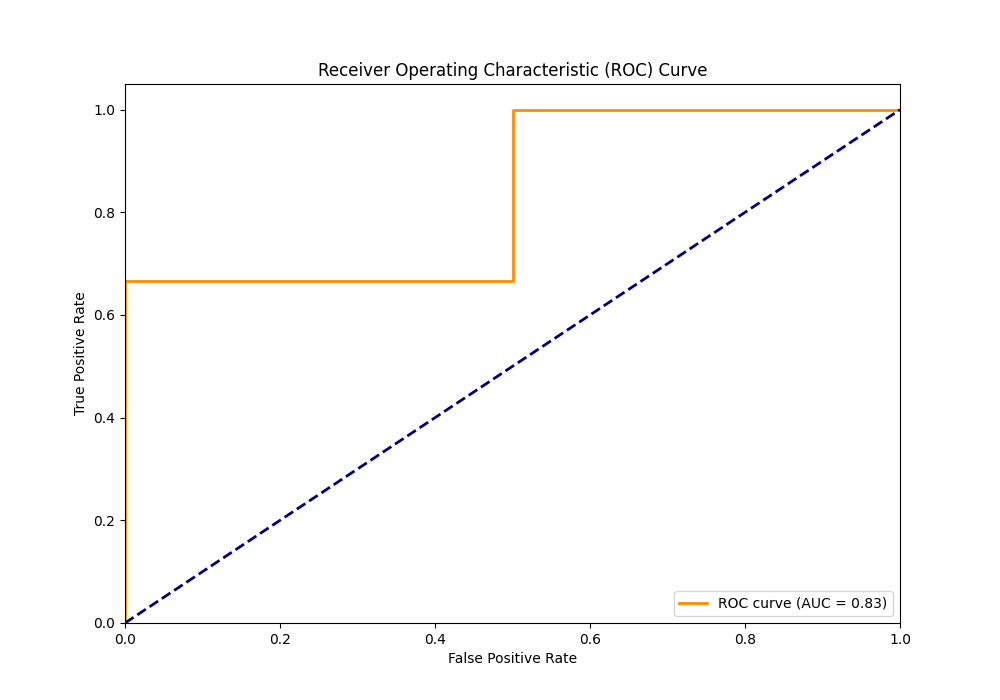 Receiver Operating Characteristic (ROC) Curve
1.0
0.8
0.6
0.4
0.2
0.0
True Positive Rate
0.0 0.2 0.4 0.6 0.8 1.0
False Positive Rate
ROC curve (AUC = 0.83)